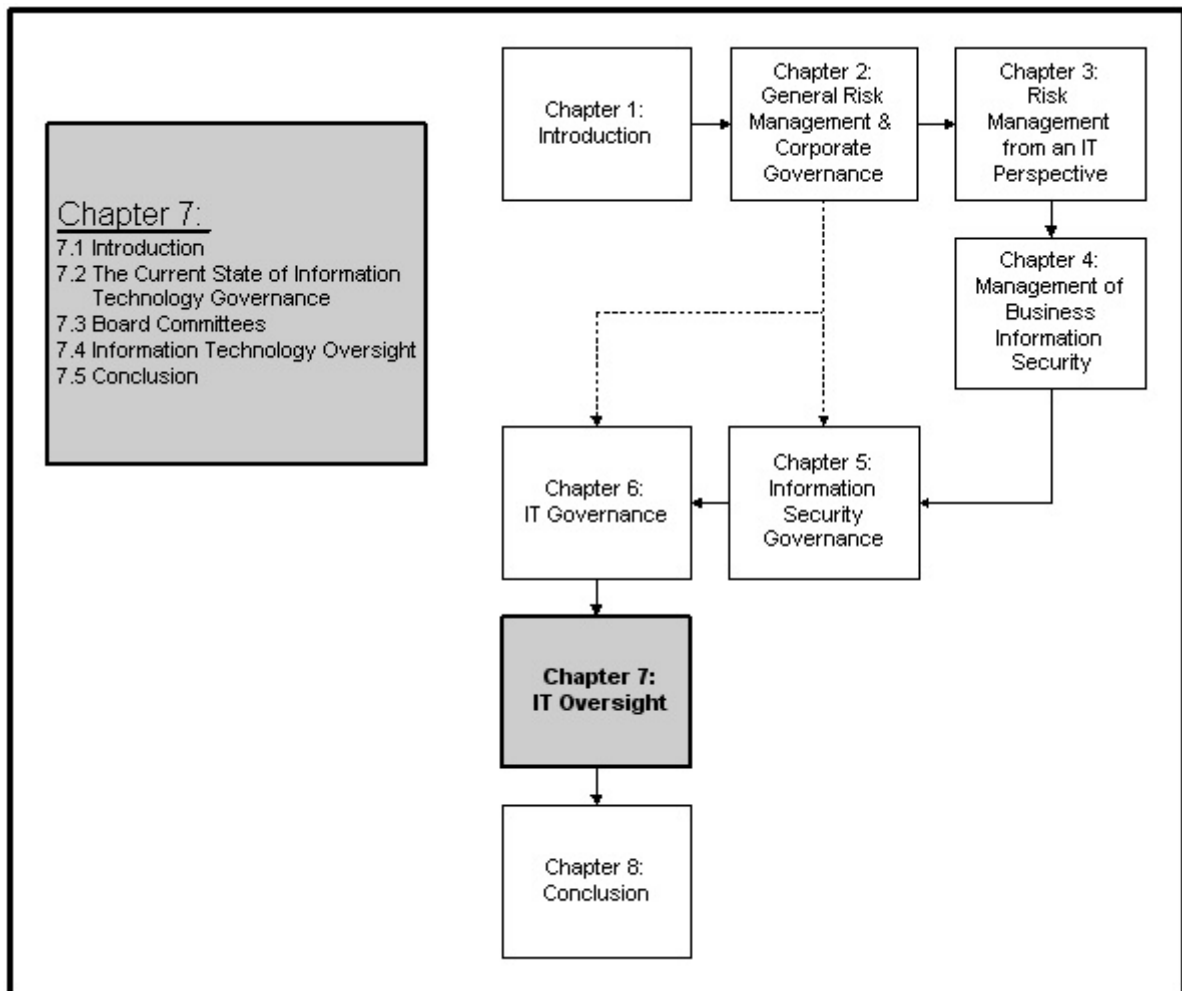 Chapter 7:
7.1 Introduction
7.2 The Current State of Information
Technology Governance
7.3 Board Committees
7.4 Information Technology Oversight
7.5 Conclusion
Chapter 1:
Introduction
Chapter 2:
General Risk
Management &
Corporate
Governance
Chapter 3:
Risk
Management
from an IT
Perspective
Chapter 4:
Management of
Business
Information
Security
Chapter 5:
Information
Security
Governance
Chapter 6:
IT Governance
Chapter 7:
IT Oversight
Chapter 8:
Conclusion